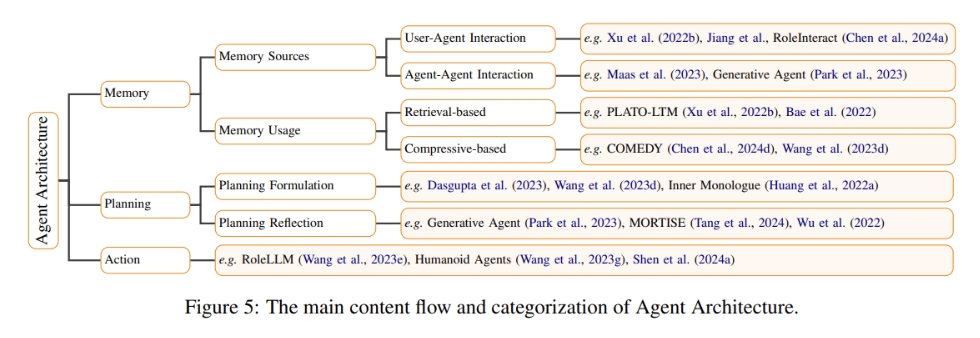 Agent Architecture
Memory
Memory Sources
User-Agent Interaction
e.g. Xu et al. (2022b), Jiang et al., RoleInteract (Chen et al., 2024a)
Agent-Agent Interaction
e.g. Maas et al. (2023), Generative Agent (Park et al., 2023)
Memory Usage
Retrieval-based
e.g. PLATO-LTM (Xu et al., 2022b), Bae et al. (2022)
Compressive-based
e.g. COMEDY (Chen et al., 2024d), Wang et al. (2023d)
Planning
Planning Formulation
e.g. Dasgupta et al. (2023), Wang et al. (2023d), Inner Monologue (Huang et al., 2022a)
Planning Reflection
e.g. Generative Agent (Park et al., 2023), MORTISE (Tang et al., 2024), Wu et al. (2022)
Action
e.g. RoleLLM (Wang et al., 2023e), Humanoid Agents (Wang et al., 2023g), Shen et al. (2024a)
Figure 5: The main content flow and categorization of Agent Architecture.